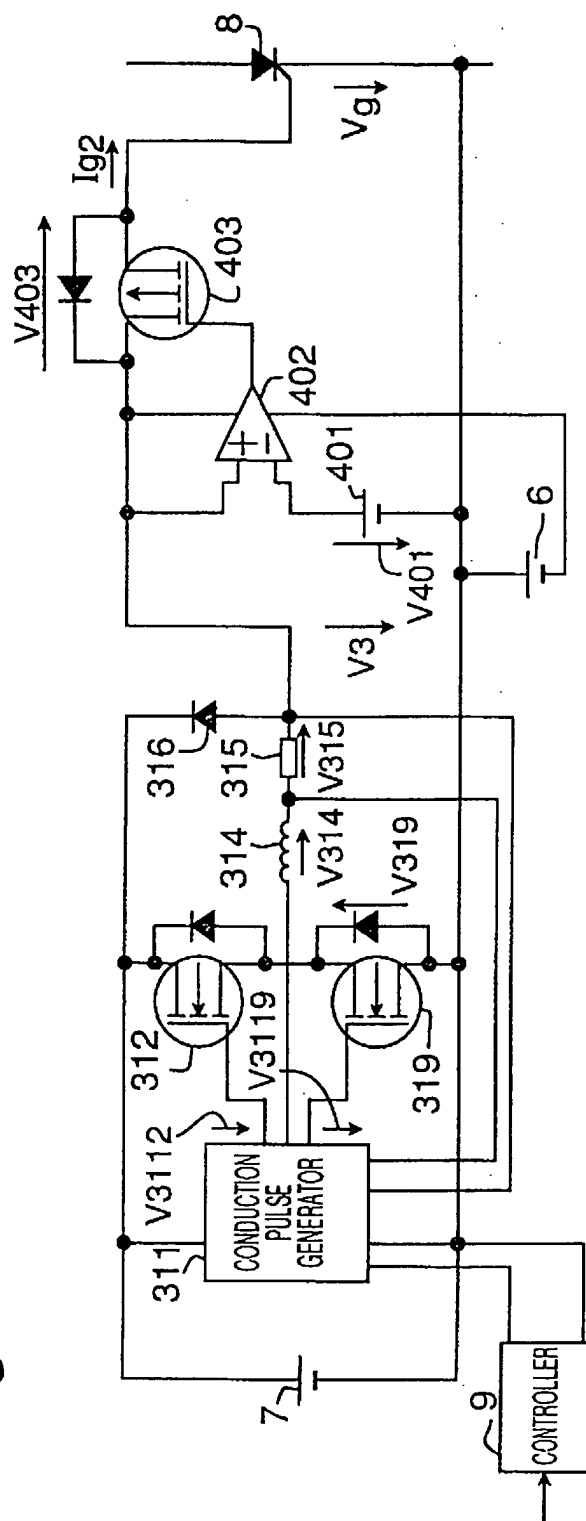 8
Vg
Ig2
V403
403
402
401
V401
6
V3
316
315
V315
314
V314
V319
312
V3119
319
V3112
CONDUCTION
PULSE
GENERATOR
311
7
9
CONTROLLER